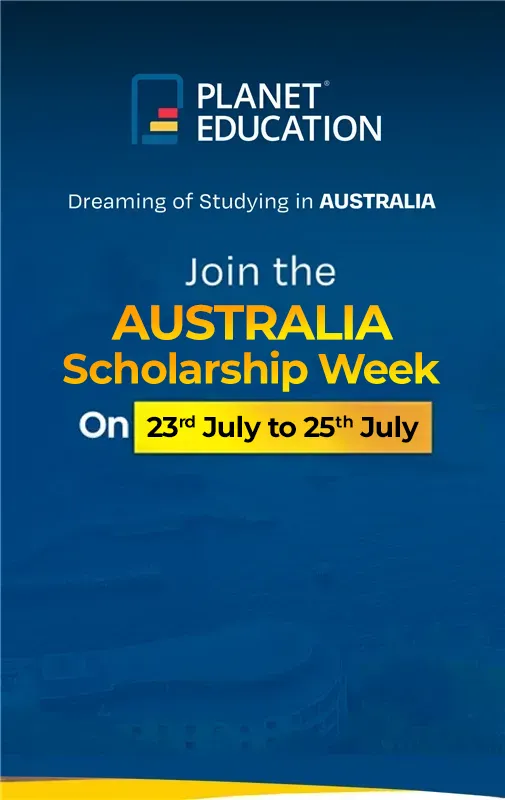 PLANET®
EDUCATION
Dreaming of Studying in AUSTRALIA
Join the
AUSTRALIA
Scholarship Week
On 23rd July to 25th July